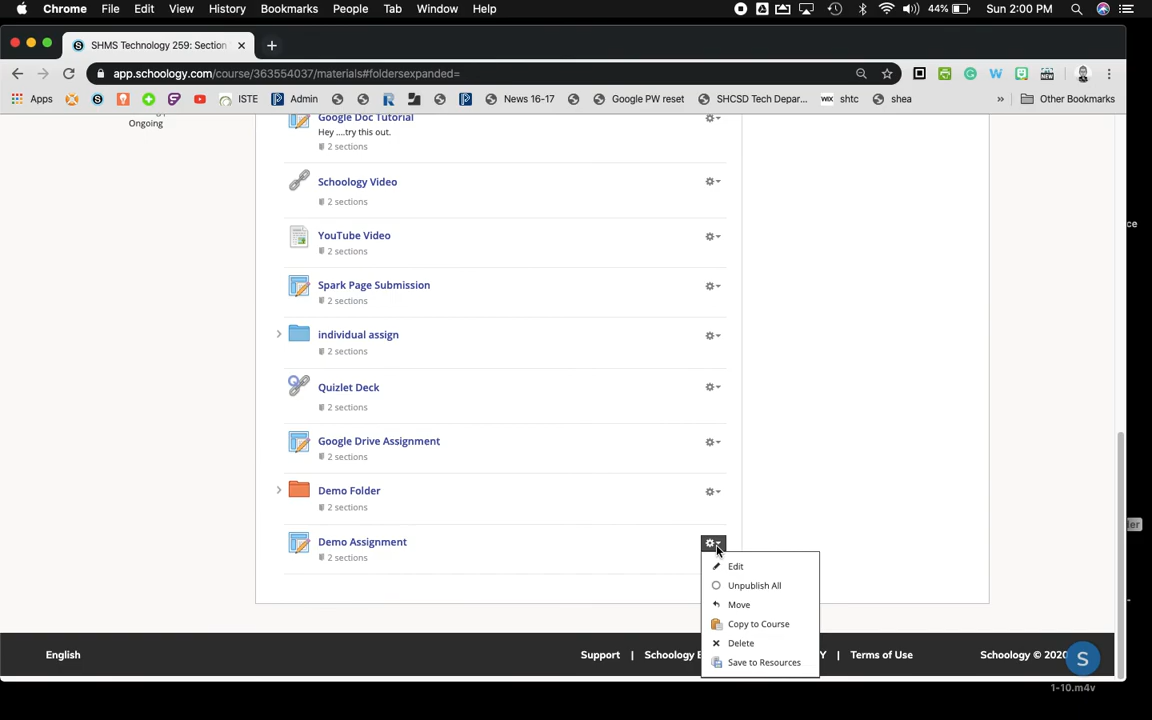 Chrome File Edit View History Bookmarks People Tab Window Help 44% Sun 2:00 PM
SHMS Technology 259: Section
app.schoology.com/course/363554037/materials#foldersexpanded=
Apps ISTE Admin News 16-17 Google PW reset SHCSD Tech Depar... WIX shtc shea » Other Bookmarks
Ongoing
Google Doc Tutorial
Hey ....try this out.
2 sections
Schoology Video
2 sections
YouTube Video
2 sections
Spark Page Submission
2 sections
individual assign
2 sections
Quizlet Deck
2 sections
Google Drive Assignment
2 sections
Demo Folder
2 sections
Demo Assignment
2 sections
Edit
Unpublish All
Move
Copy to Course
Delete
Save to Resources
English Support | Schoology Y | Terms of Use Schoology © 2020
S
1-10.m4v